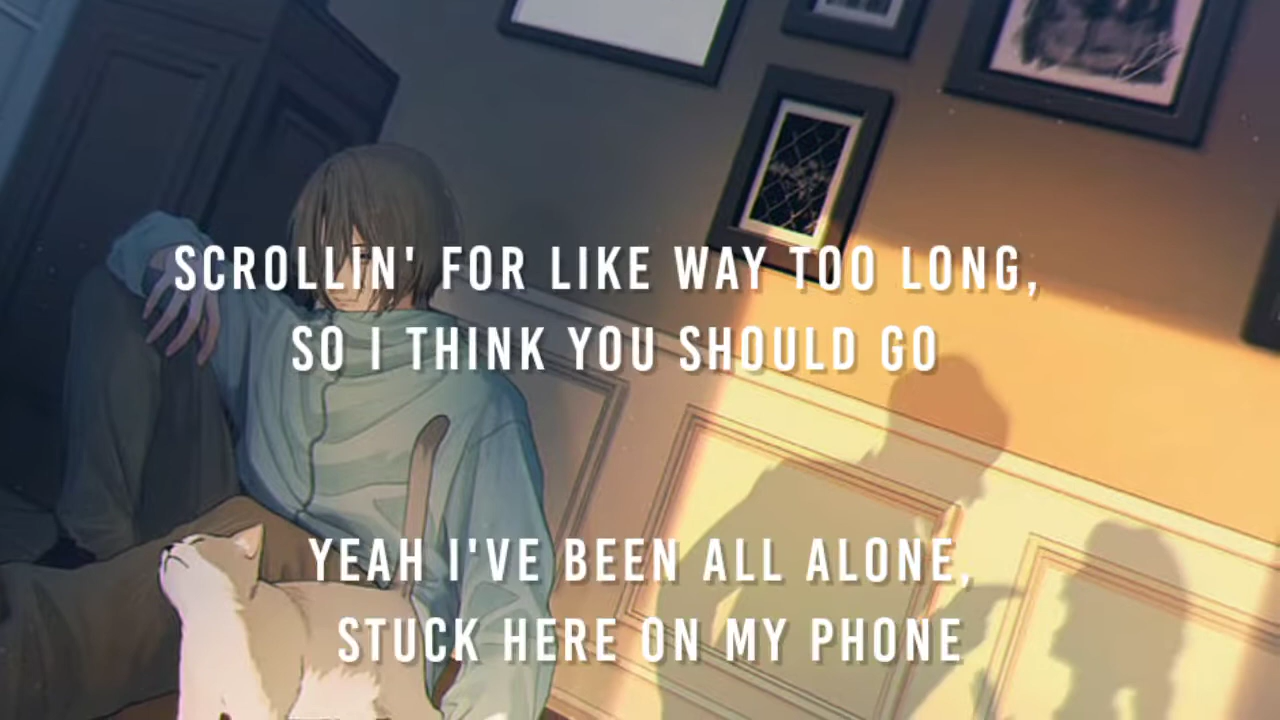 SCROLLIN' FOR LIKE WAY TOO LONG,
SO I THINK YOU SHOULD GO
YEAH I'VE BEEN ALL ALONE,
STUCK HERE ON MY PHONE